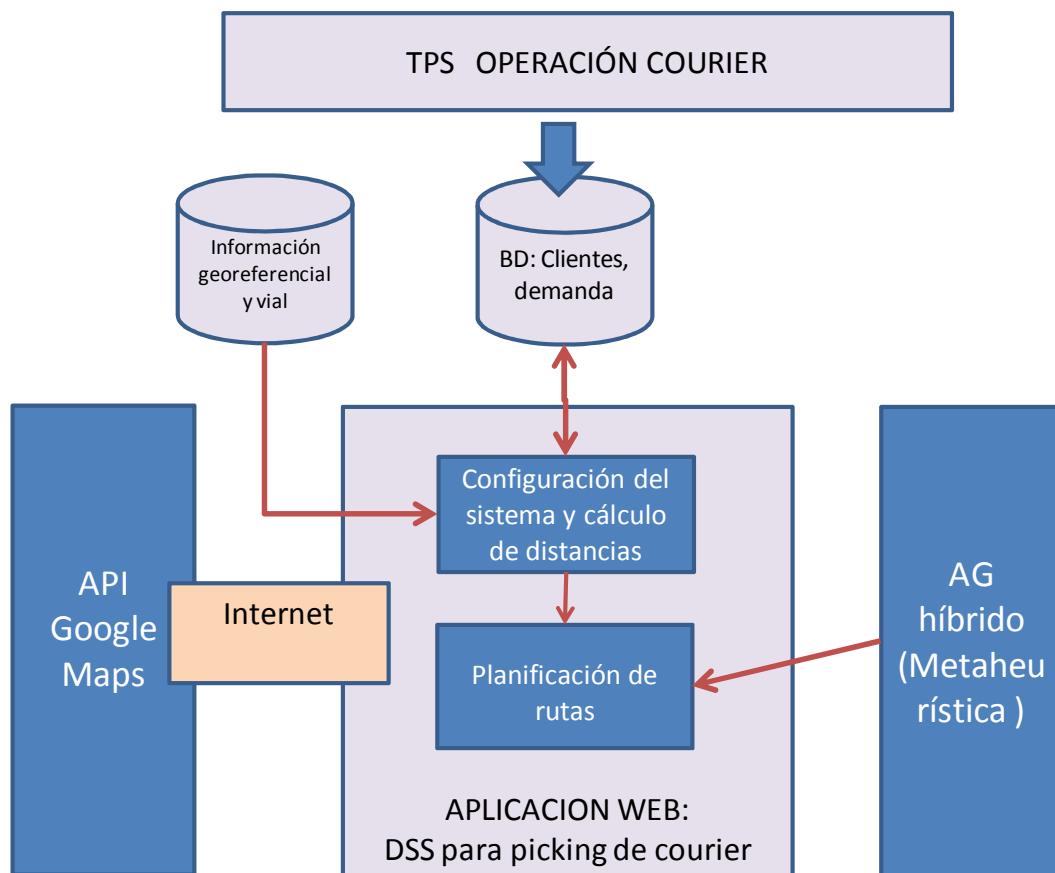 TPS OPERACIÓN COURIER
Información
georeferencial
y vial
BD: Clientes,
demanda
Configuración del
sistema y cálculo
de distancias
API
Google
Maps
Internet
Planificación de
rutas
AG
híbrido
(Metaheu
rística )
APLICACION WEB:
DSS para picking de courier